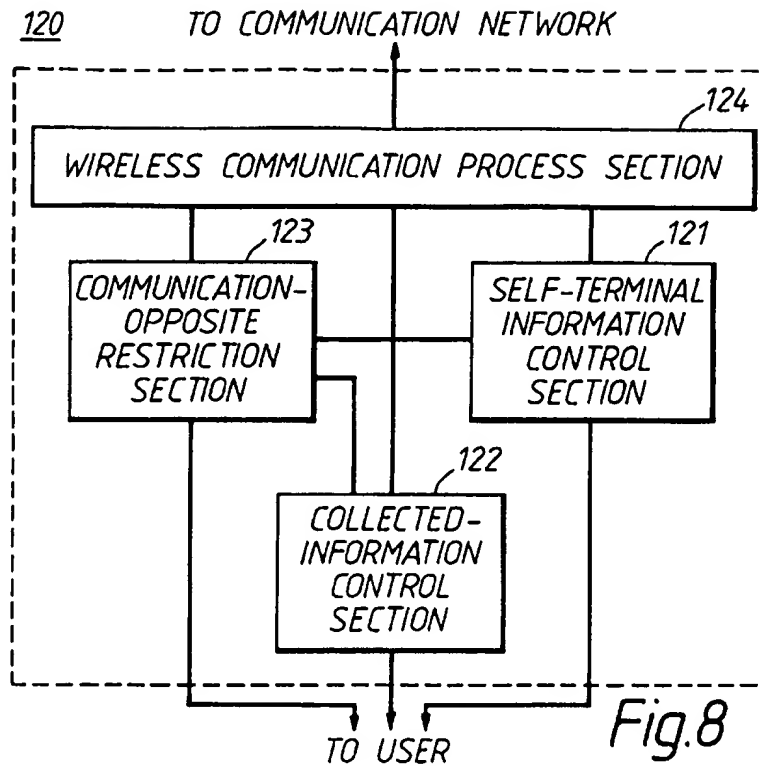 120
TO COMMUNICATION NETWORK
124
WIRELESS COMMUNICATION PROCESS SECTION
123
121
COMMUNICATION-
OPPOSITE
RESTRICTION
SECTION
SELF-TERMINAL
INFORMATION
CONTROL
SECTION
122
COLLECTED-
INFORMATION
CONTROL
SECTION
TO USER
Fig.8